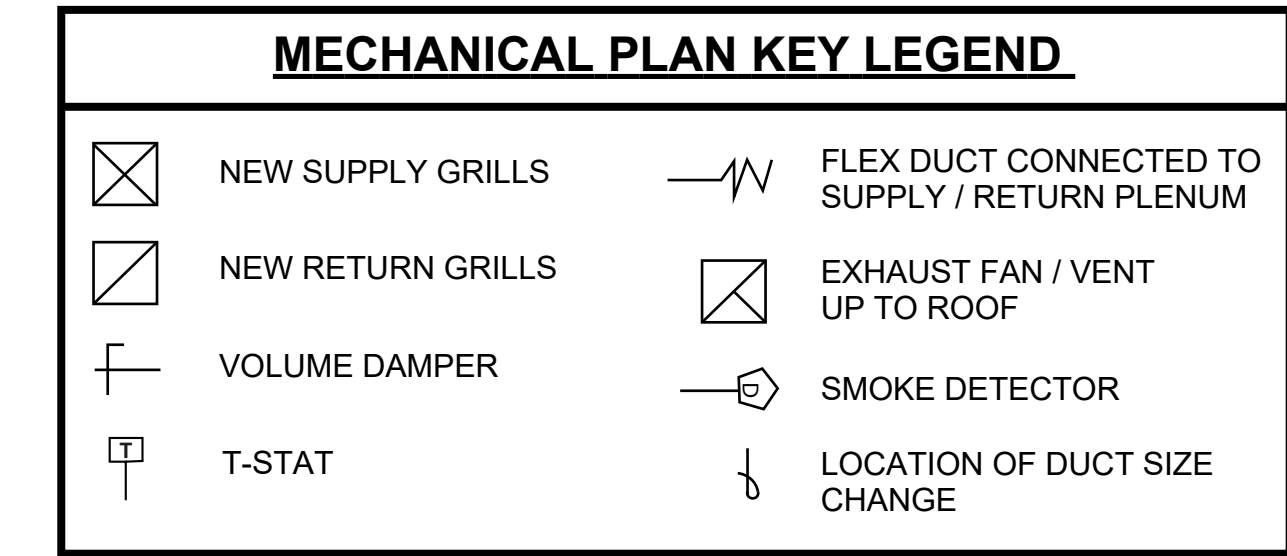 MECHANICAL PLAN KEY LEGEND
NEW SUPPLY GRILLS
NEW RETURN GRILLS
VOLUME DAMPER
T
T-STAT
FLEX DUCT CONNECTED TO
SUPPLY / RETURN PLENUM
EXHAUST FAN / VENT
UP TO ROOF
D
SMOKE DETECTOR
LOCATION OF DUCT SIZE
CHANGE